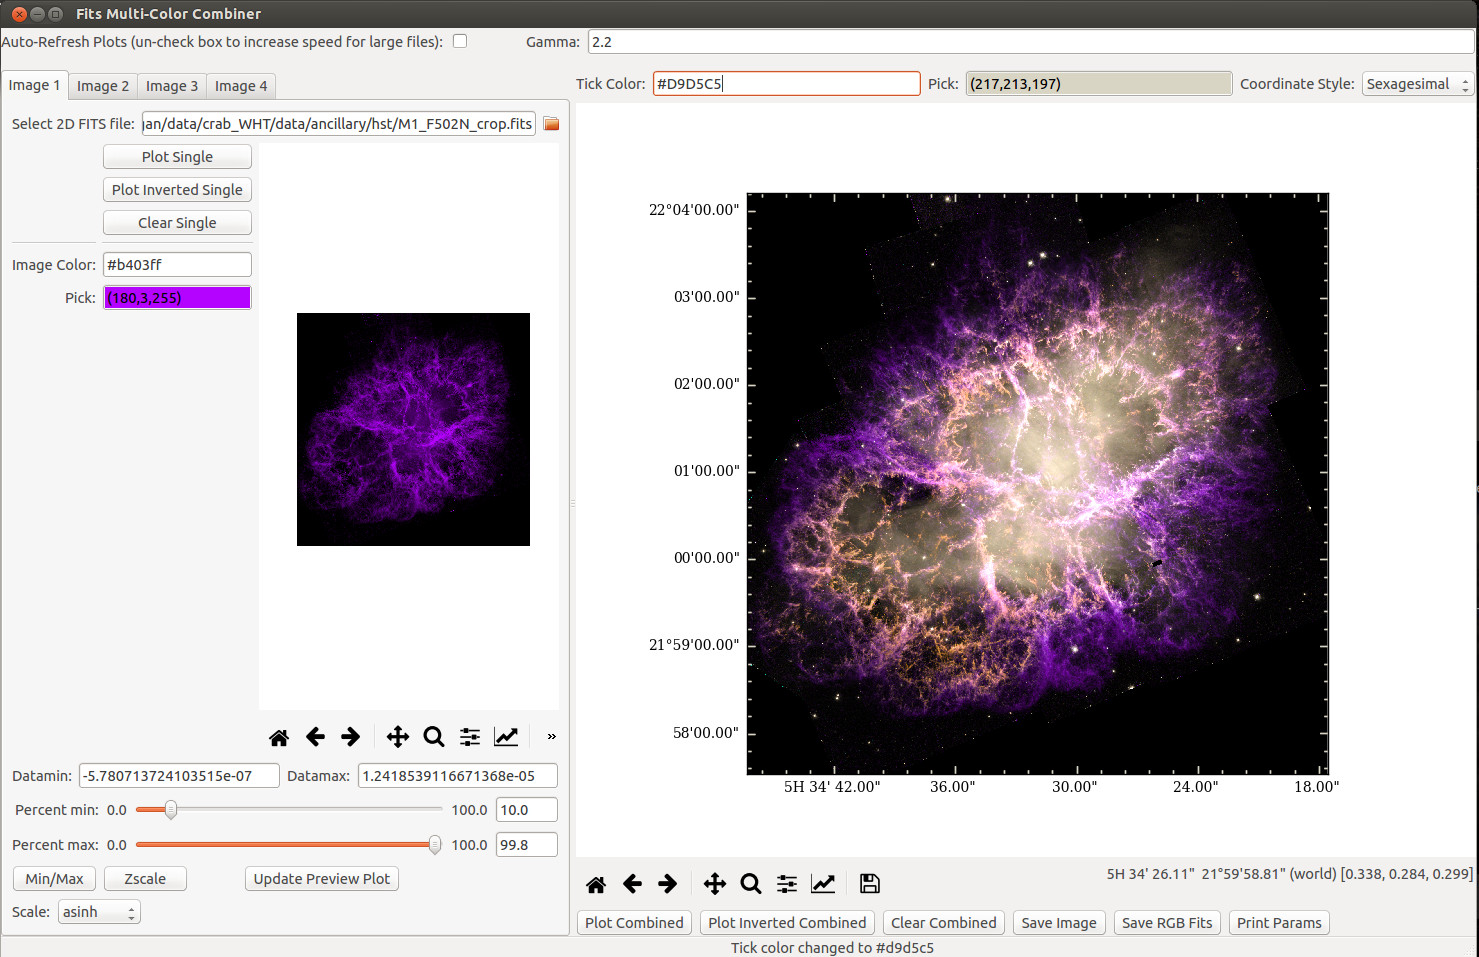 Fits Multi-Color Combiner
Auto-Refresh Plots (un-check box to increase speed for large files):
Gamma: 2.2
Image 1 Image 2 Image 3 Image 4
Tick Color: #D9D5C5 Pick: (217,213,197) Coordinate Style: Sexagesimal
Select 2D FITS file: an/data/crab_WHT/data/ancillary/hst/M1_F502N_crop.fits
Plot Single
Plot Inverted Single
Clear Single
Image Color: #b403ff
Pick: (180,3,255)
22°04'00.00"
03'00.00"
02'00.00"
01'00.00"
00'00.00"
21°59'00.00"
58'00.00"
5H 34' 42.00" 36.00" 30.00" 24.00" 18.00"
»
Datamin: -5.780713724103515e-07 Datamax: 1.2418539116671368e-05
Percent min: 0.0 100.0 10.0
Percent max: 0.0 100.0 99.8
Min/Max Zscale Update Preview Plot
Scale: asinh
5H 34' 26.11" 21°59'58.81" (world) [0.338, 0.284, 0.299]
Plot Combined Plot Inverted Combined Clear Combined Save Image Save RGB Fits Print Params
Tick color changed to #d9d5c5